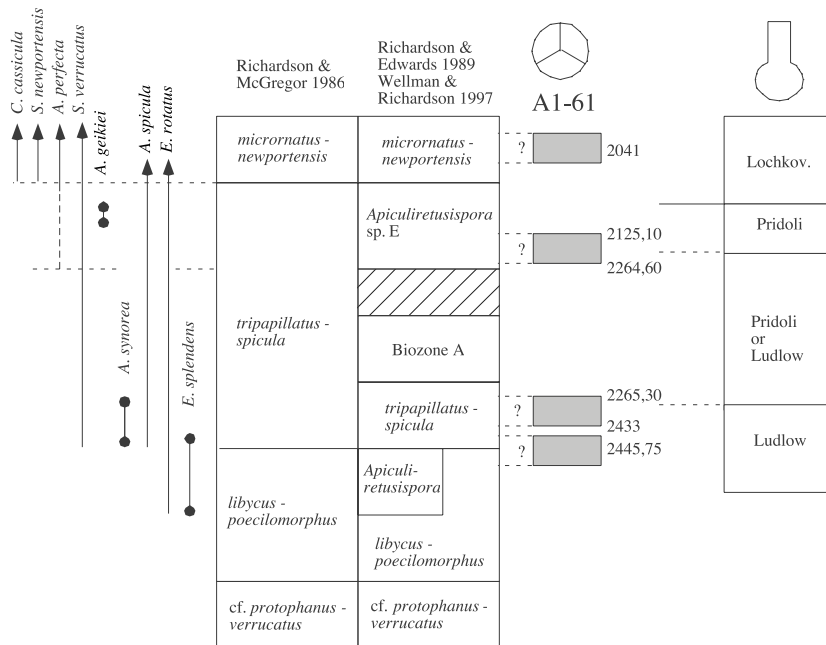 C. cassicula
S. newportensis
A. perfecta
S. verrucatus
A. geikiei
A. spicula
E. rotatus
A. synorea
E. splendens
Richardson &
McGregor 1986
Richardson &
Edwards 1989
Wellman &
Richardson 1997
A1-61
micrornatus -
newportensis
tripapillatus -
spicula
libycus -
poecilomorphus
cf. protophanus -
verrucatus
micrornatus -
newportensis
Apiculiretusispora
sp. E
Biozone A
tripapillatus -
spicula
Apiculi-
retusispora
libycus -
poecilomorphus
cf. protophanus -
verrucatus
?
2041
?
2125,10
2264,60
?
2265,30
2433
?
2445,75
Lochkov.
Pridoli
Pridoli
or
Ludlow
Ludlow